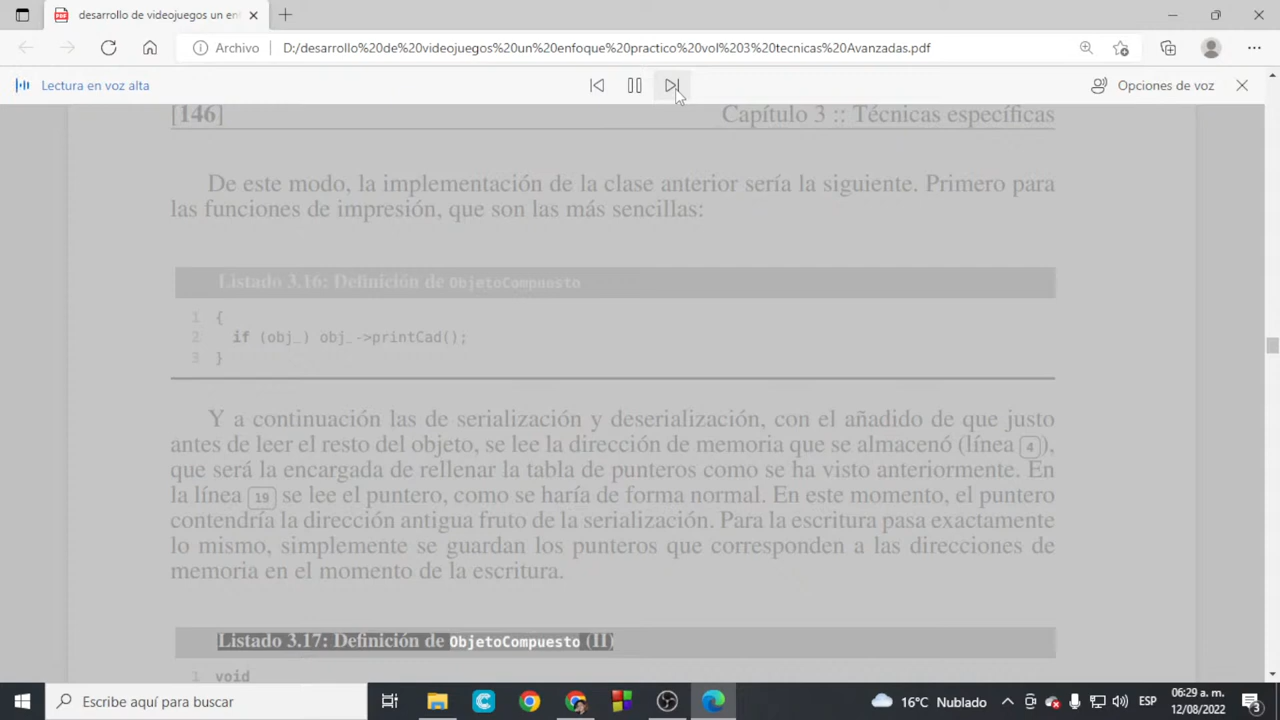 desarrollo de videojuegos un en
Archivo
D:/desarrollo%20de%20videojuegos%20un%20enfoque%20practico%20vol%203%20tecnicas%20Avanzadas.pdf
Lectura en voz alta
Opciones de voz
[146]
Capítulo 3 :: Técnicas específicas
De este modo, la implementación de la clase anterior sería la siguiente. Primero para
las funciones de impresión, que son las más sencillas:
Listado 3.16: Definición de ObjetoCompuesto
1 {
2 if (obj_) obj_->printCad();
3 }
Y a continuación las de serialización y deserialización, con el añadido de que justo
antes de leer el resto del objeto, se lee la dirección de memoria que se almacenó (línea 4),
que será la encargada de rellenar la tabla de punteros como se ha visto anteriormente. En
la línea 19 se lee el puntero, como se haría de forma normal. En este momento, el puntero
contendría la dirección antigua fruto de la serialización. Para la escritura pasa exactamente
lo mismo, simplemente se guardan los punteros que corresponden a las direcciones de
memoria en el momento de la escritura.
Listado 3.17: Definición de ObjetoCompuesto (II)
1 void
Escribe aquí para buscar
16°C Nublado
ESP
06:29 a. m.
12/08/2022
3